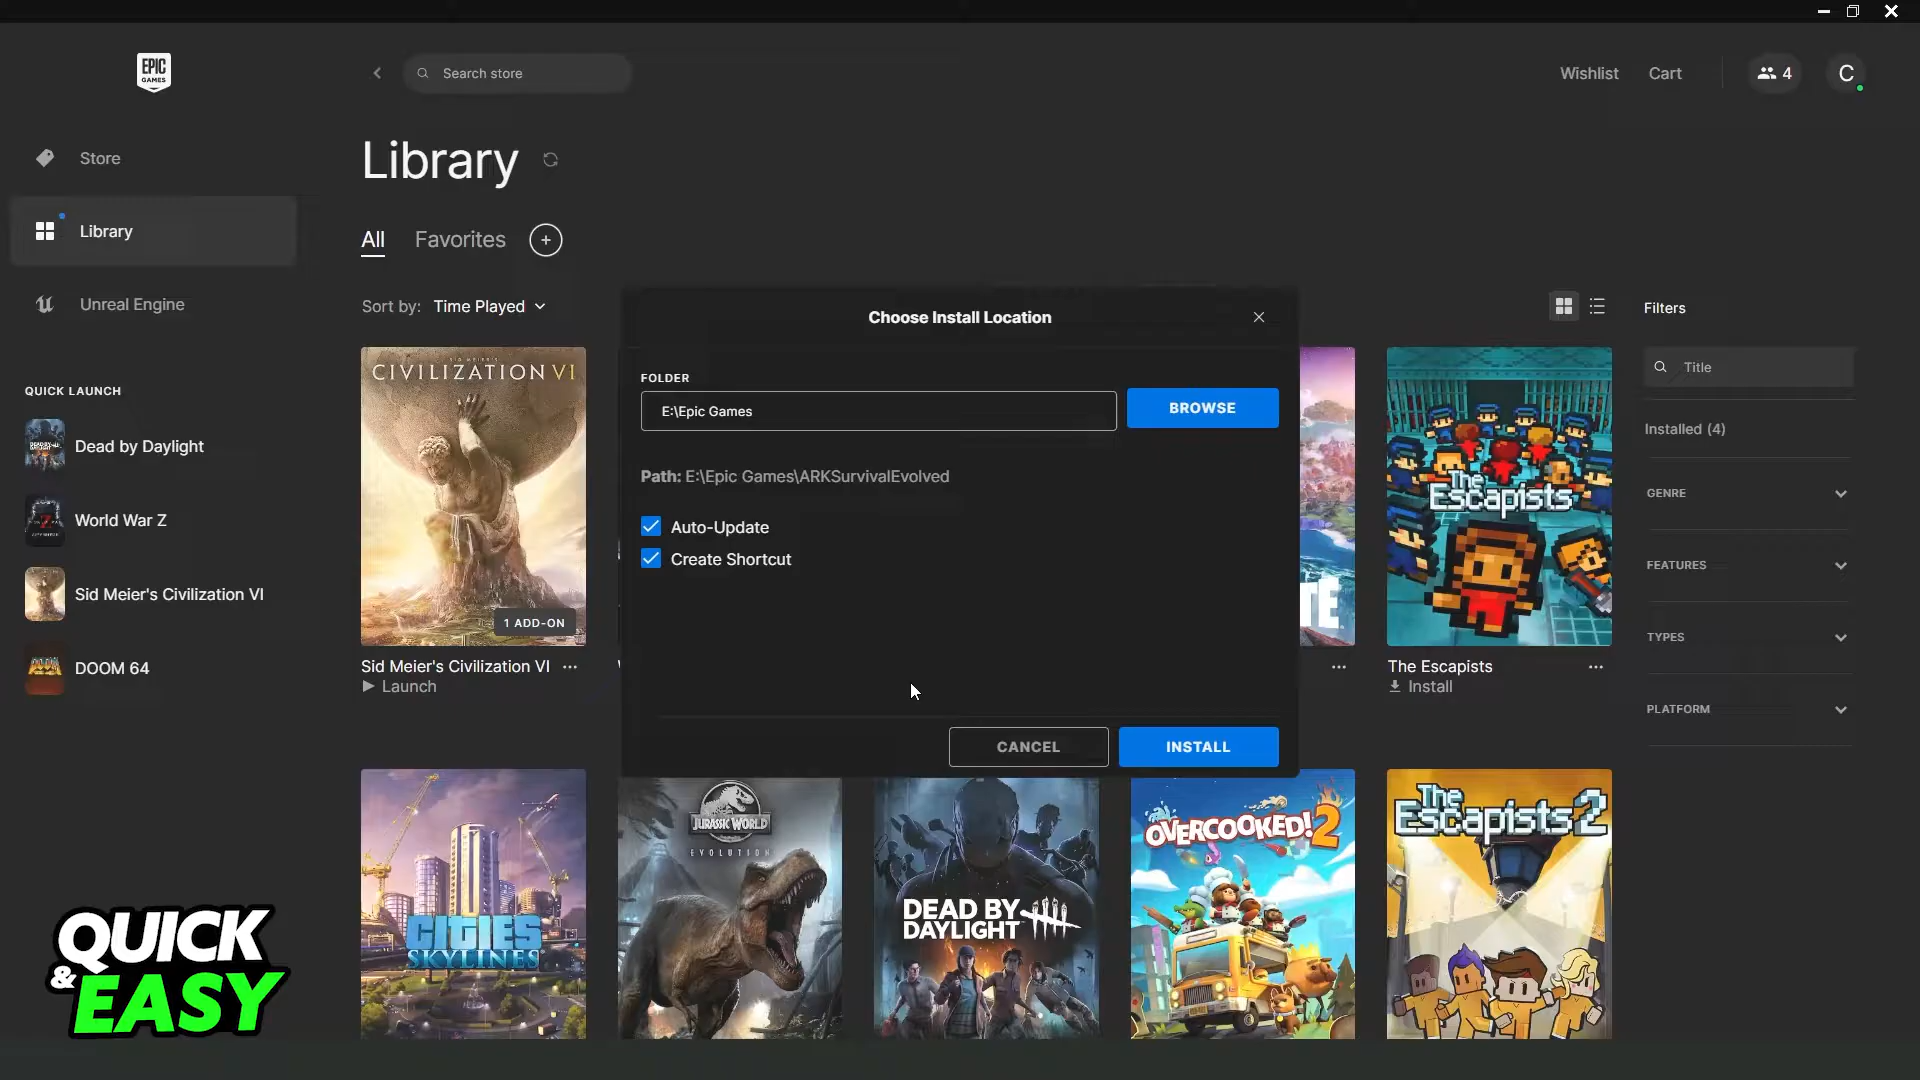 EPIC
GAMES
Search store
Wishlist
Cart
4
C
Store
Library
Unreal Engine
QUICK LAUNCH
Dead by Daylight
World War Z
Sid Meier's Civilization VI
DOOM 64
Library
All
Favorites
Sort by: Time Played
Filters
Title
Installed (4)
GENRE
FEATURES
TYPES
PLATFORM
Choose Install Location
FOLDER
E:\Epic Games
BROWSE
Path: E:\Epic Games\ARKSurvivalEvolved
Auto-Update
Create Shortcut
CANCEL
INSTALL
SID MEIER'S
CIVILIZATION VI
1 ADD-ON
Sid Meier's Civilization VI
Launch
The
Escapists
The Escapists
Install
CITIES
SKYLINES
JURASSIC WORLD
EVOLUTION
DEAD BY
DAYLIGHT
OVERCOOKED! 2
The
Escapists 2
QUICK
& EASY